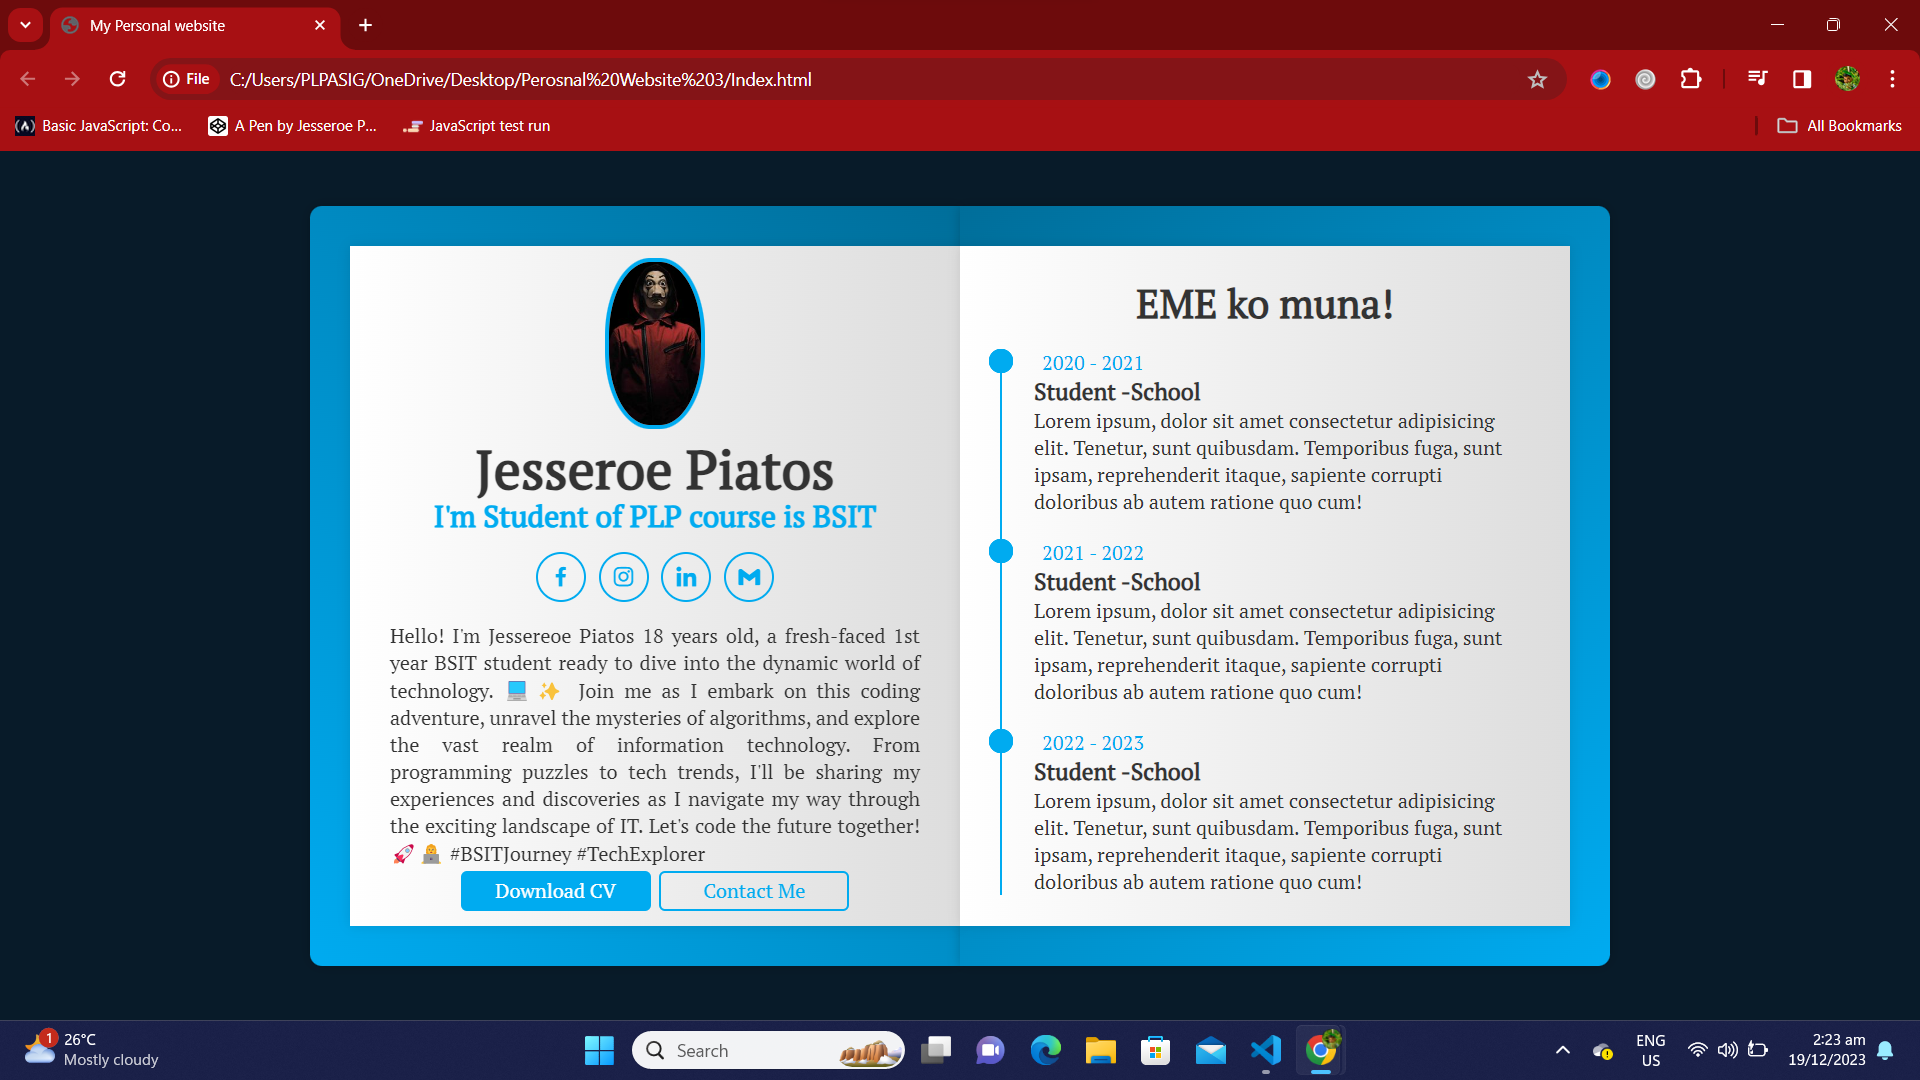 My Personal website
File
C:/Users/PLPASIG/OneDrive/Desktop/Perosnal%20Website%203/Index.html
Basic JavaScript: Co...
A Pen by Jesseroe P...
JavaScript test run
All Bookmarks
Jesseroe Piatos
I'm Student of PLP course is BSIT
Hello! I'm Jessereoe Piatos 18 years old, a fresh-faced 1st
year BSIT student ready to dive into the dynamic world of
technology. 💻 ✨ Join me as I embark on this coding
adventure, unravel the mysteries of algorithms, and explore
the vast realm of information technology. From
programming puzzles to tech trends, I'll be sharing my
experiences and discoveries as I navigate my way through
the exciting landscape of IT. Let's code the future together!
🚀 👩‍💻 #BSITJourney #TechExplorer
Download CV
Contact Me
EME ko muna!
2020 - 2021
Student -School
Lorem ipsum, dolor sit amet consectetur adipisicing
elit. Tenetur, sunt quibusdam. Temporibus fuga, sunt
ipsam, reprehenderit itaque, sapiente corrupti
doloribus ab autem ratione quo cum!
2021 - 2022
Student -School
Lorem ipsum, dolor sit amet consectetur adipisicing
elit. Tenetur, sunt quibusdam. Temporibus fuga, sunt
ipsam, reprehenderit itaque, sapiente corrupti
doloribus ab autem ratione quo cum!
2022 - 2023
Student -School
Lorem ipsum, dolor sit amet consectetur adipisicing
elit. Tenetur, sunt quibusdam. Temporibus fuga, sunt
ipsam, reprehenderit itaque, sapiente corrupti
doloribus ab autem ratione quo cum!
1
26°C
Mostly cloudy
Search
ENG
US
2:23 am
19/12/2023